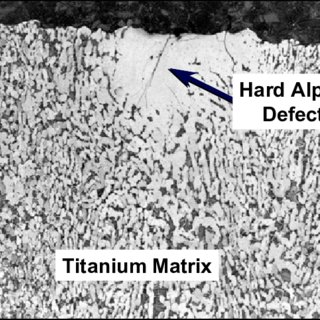 Hard Alp
Defect
Titanium Matrix